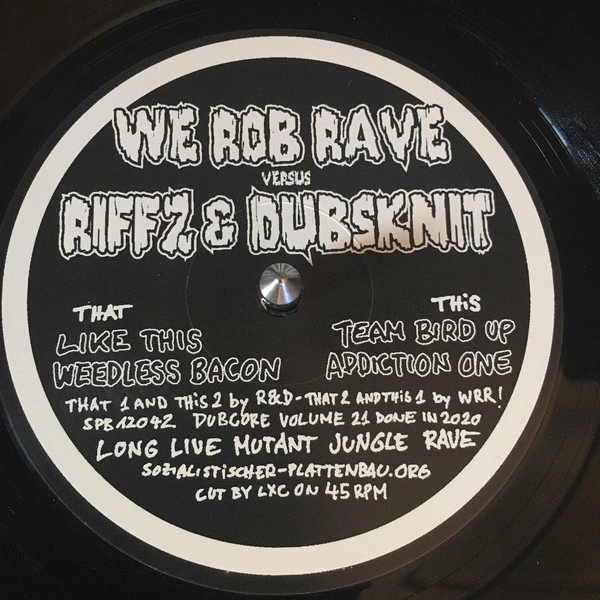 WE ROB RAVE
VERSUS
RIFFZ & DUBSKNIT
THAT THiS
LIKE THIS TEAM BIRD UP
WEEDLESS BACON ADDICTION ONE
THAT 1 AND THiS 2 by R&D - THAT 2 AND THiS 1 by WRR!
SPB12042 DUBCORE VOLUME 21 DONE IN 2020
LONG LIVE MUTANT JUNGLE RAVE
SOZiALiSTiSCHER-PLATTENBAU.ORG
CUT BY LXC ON 45 RPM